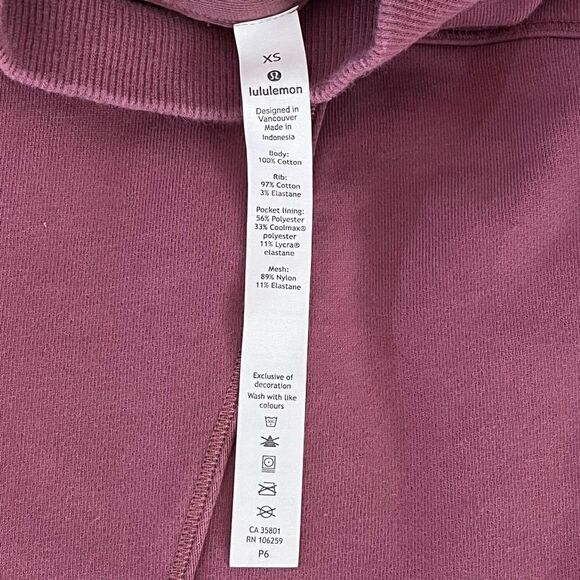 XS
lululemon
Designed in
Vancouver
Made in
Indonesia
Body:
100% Cotton
Rib:
97% Cotton
3% Elastane
Pocket lining:
56% Polyester
33% Coolmax®
polyester
11% Lycra®
elastane
Mesh:
89% Nylon
11% Elastane
Exclusive of
decoration
Wash with like
colours
CA 35801
RN 106259
P6